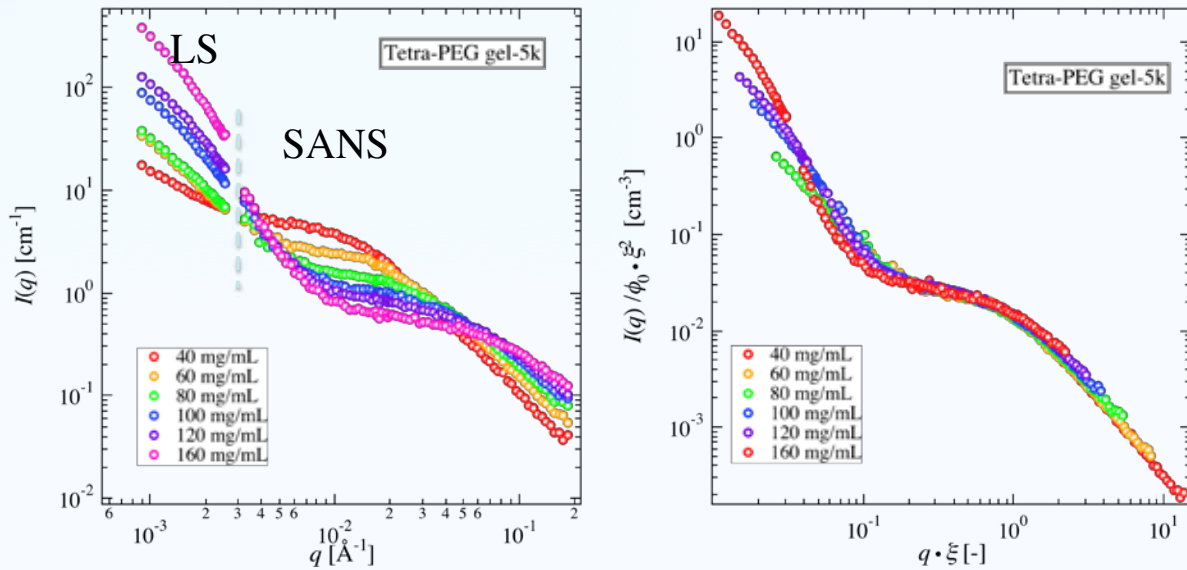 LS
SANS
Tetra-PEG gel-5k
I(q) [cm⁻¹]
10²
10¹
10⁰
10⁻¹
10⁻²
40 mg/mL
60 mg/mL
80 mg/mL
100 mg/mL
120 mg/mL
160 mg/mL
6 10⁻³ 2 3 4 5 6 10⁻² 2 3 4 5 6 10⁻¹ 2
q [Å⁻¹]
Tetra-PEG gel-5k
I(q) /ϕ₀•ξ² [cm⁻³]
10¹
10⁰
10⁻¹
10⁻²
10⁻³
40 mg/mL
60 mg/mL
80 mg/mL
100 mg/mL
120 mg/mL
160 mg/mL
10⁻¹ 10⁰ 10¹
q•ξ [-]